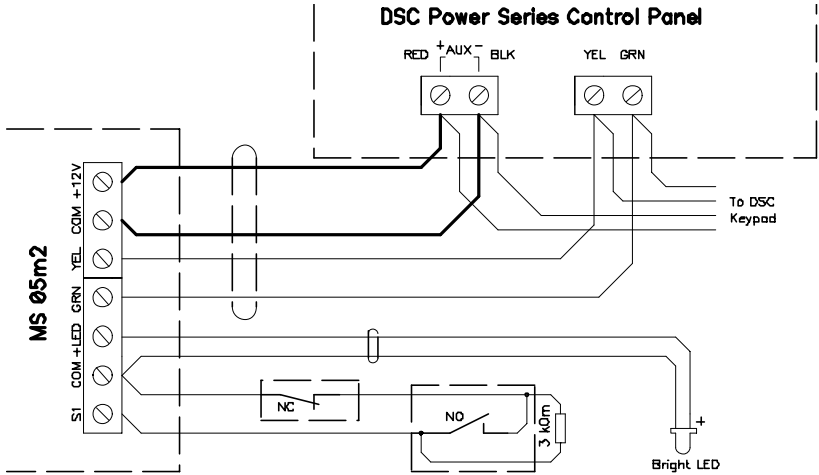 DSC Power Series Control Panel
RED + AUX - BLK
YEL GRN
+12V
COM
YEL
GRN
+LED
COM
S1
MS 05m2
To DSC
Keypad
NC
NO
3 kΩm
+
Bright LED